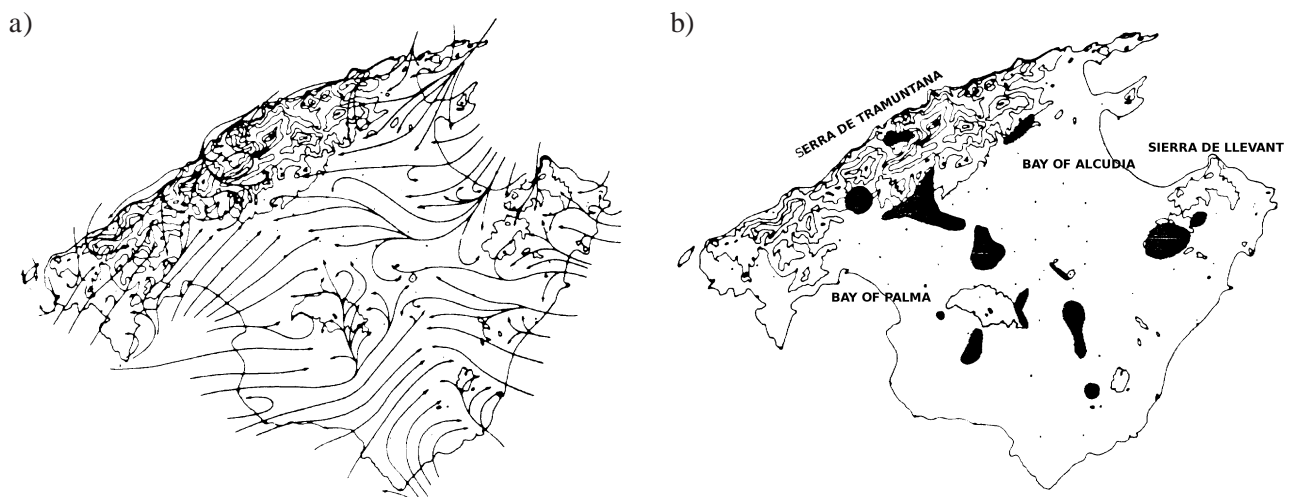 a)
b)
SERRA DE TRAMUNTANA
SIERRA DE LLEVANT
BAY OF ALCUDIA
BAY OF PALMA